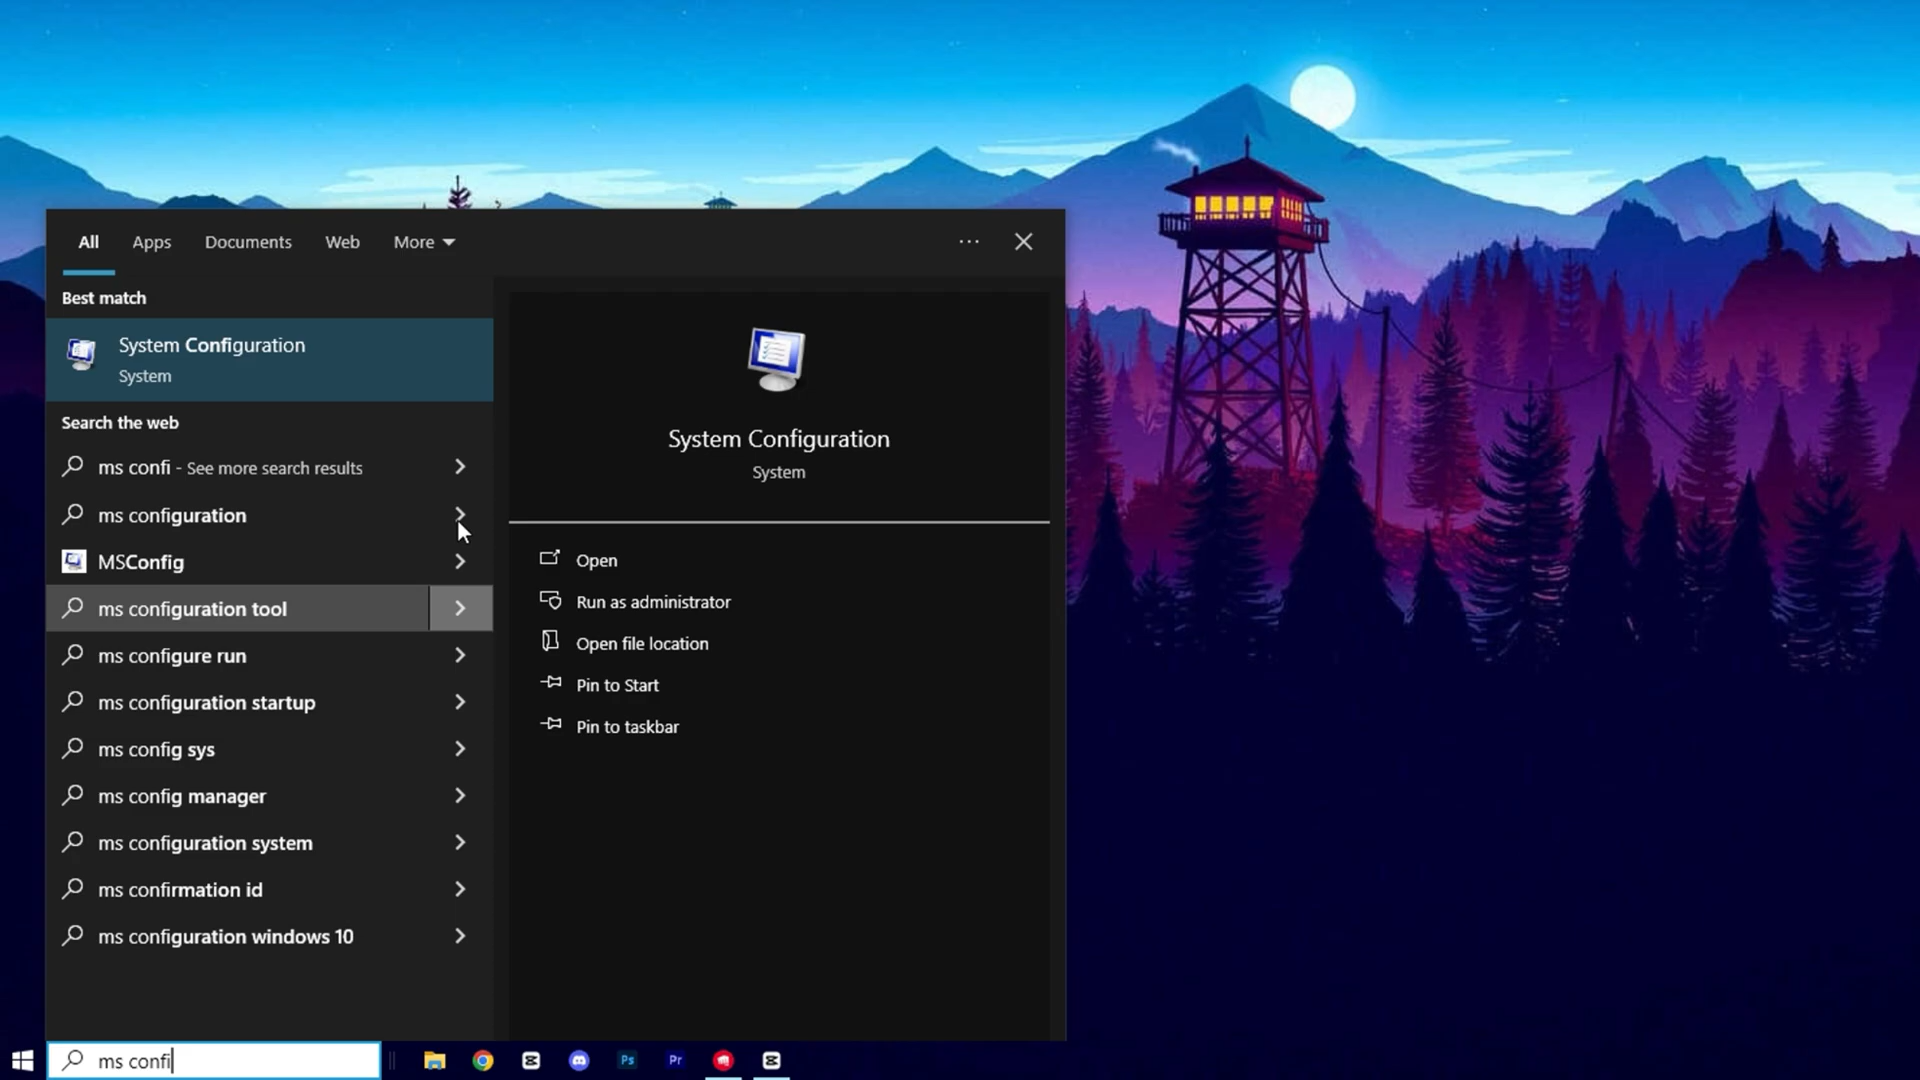 All Apps Documents Web More
Best match
System Configuration
System
Search the web
ms confi - See more search results
ms configuration
MSConfig
ms configuration tool
ms configure run
ms configuration startup
ms config sys
ms config manager
ms configuration system
ms confirmation id
ms configuration windows 10
System Configuration
System
Open
Run as administrator
Open file location
Pin to Start
Pin to taskbar
ms confi
Ps
Pr